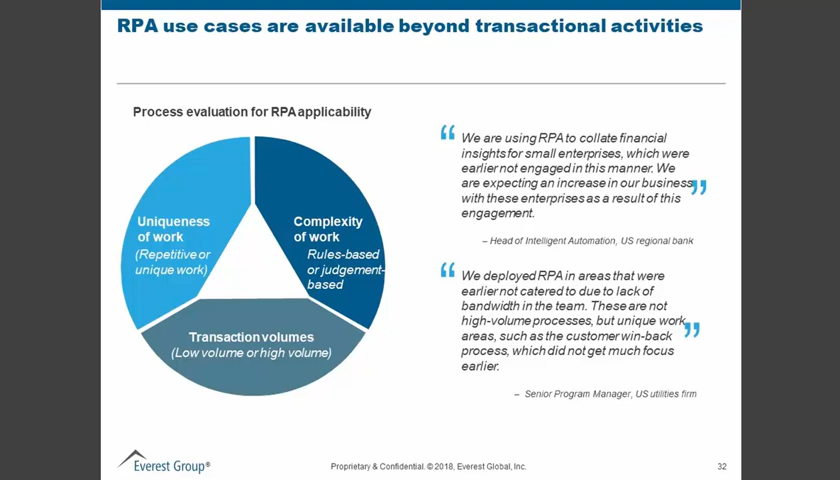 RPA use cases are available beyond transactional activities
Process evaluation for RPA applicability
Uniqueness
of work
(Repetitive or
unique work)
Complexity
of work
Rules-based
or judgement-
based
Transaction volumes
(Low volume or high volume)
“ We are using RPA to collate financial
insights for small enterprises, which were
earlier not engaged in this manner. We
are expecting an increase in our business ”
with these enterprises as a result of this
engagement.
– Head of Intelligent Automation, US regional bank
“ We deployed RPA in areas that were
earlier not catered to due to lack of
bandwidth in the team. These are not
high-volume processes, but unique work
areas, such as the customer win-back ”
process, which did not get much focus
earlier.
– Senior Program Manager, US utilities firm
Everest Group®
Proprietary & Confidential. © 2018, Everest Global, Inc.
32